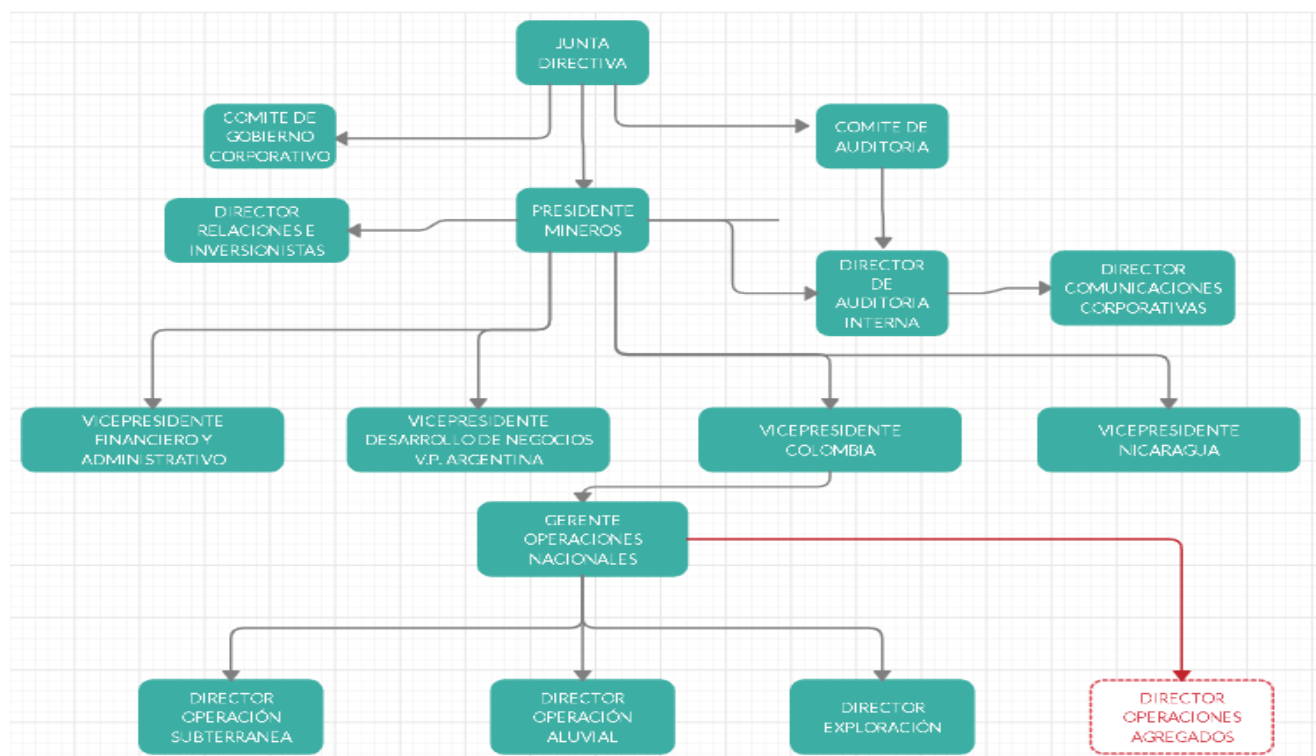 JUNTA
DIRECTIVA
COMITE DE
GOBIERNO
CORPORATIVO
COMITE DE
AUDITORIA
DIRECTOR
RELACIONES E
INVERSIONISTAS
PRESIDENTE
MINEROS
DIRECTOR
DE
AUDITORIA
INTERNA
DIRECTOR
COMUNICACIONES
CORPORATIVAS
VICEPRESIDENTE
FINANCIERO Y
ADMINISTRATIVO
VICEPRESIDENTE
DESARROLLO DE NEGOCIOS
V.P. ARGENTINA
VICEPRESIDENTE
COLOMBIA
VICEPRESIDENTE
NICARAGUA
GERENTE
OPERACIONES
NACIONALES
DIRECTOR
OPERACIÓN
SUBTERRANEA
DIRECTOR
OPERACIÓN
ALUVIAL
DIRECTOR
EXPLORACIÓN
DIRECTOR
OPERACIONES
AGREGADOS